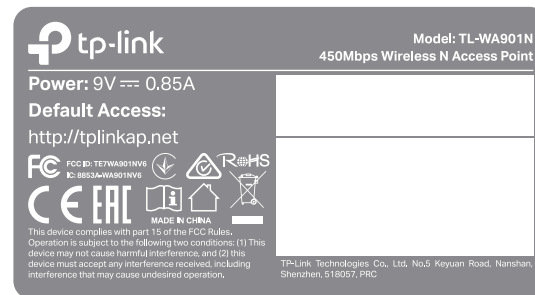 tp-link
Model: TL-WA901N
450Mbps Wireless N Access Point
Power: 9V ⎓ 0.85A
Default Access:
http://tplinkap.net
FC FCC ID: TE7WA901NV6
IC: 8853A-WA901NV6
RoHS
CE EAC
MADE IN CHINA
This device complies with part 15 of the FCC Rules.
Operation is subject to the following two conditions: (1) This
device may not cause harmful interference, and (2) this
device must accept any interference received, including
interference that may cause undesired operation.
TP-Link Technologies Co., Ltd. No.5 Keyuan Road, Nanshan,
Shenzhen, 518057, PRC